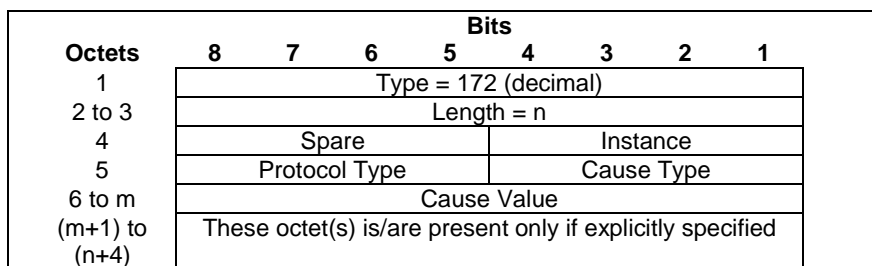 Bits
Octets 8 7 6 5 4 3 2 1
1 Type = 172 (decimal)
2 to 3 Length = n
4 Spare Instance
5 Protocol Type Cause Type
6 to m Cause Value
(m+1) to These octet(s) is/are present only if explicitly specified
(n+4)